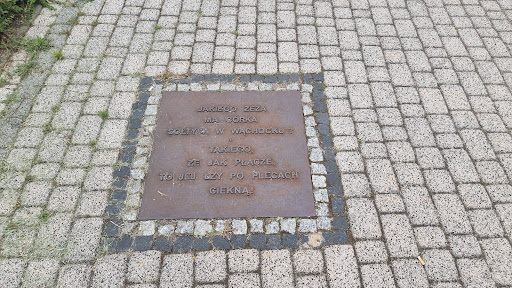 JAKIEGO ZEZA
MA CÓRKA
SOŁTYSA W WĄCHOCKU ?
TAKIEGO,
ŻE JAK PŁACZE,
TO JEJ ŁZY PO PLECACH
CIEKNĄ!